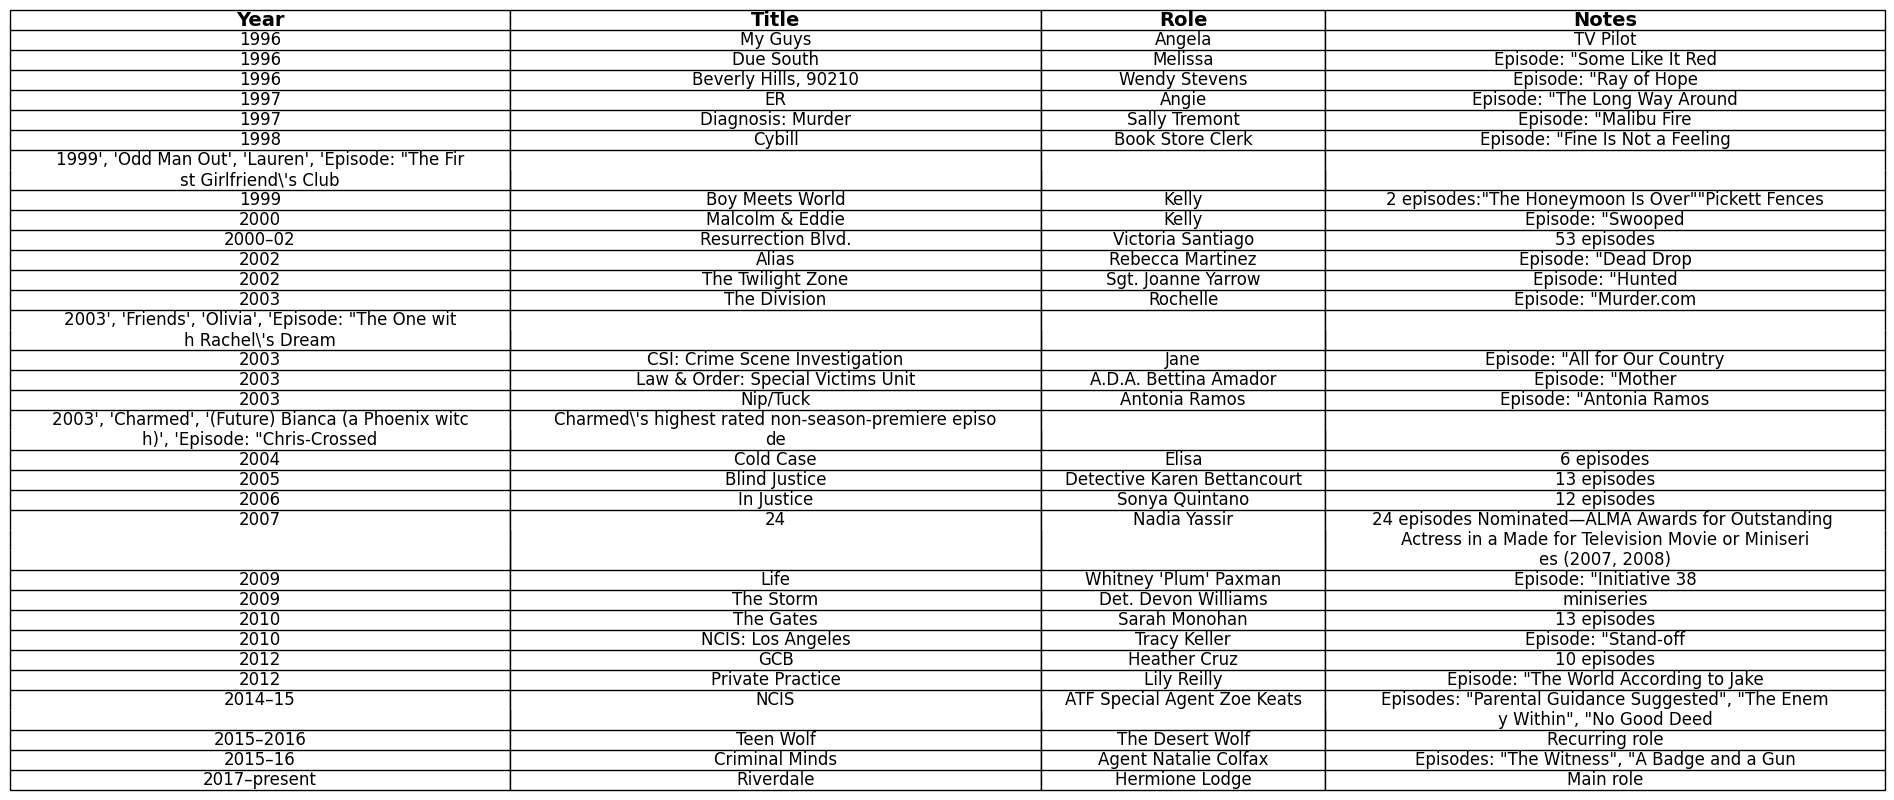 Year Title Role Notes
1996 My Guys Angela TV Pilot
1996 Due South Melissa Episode: "Some Like It Red
1996 Beverly Hills, 90210 Wendy Stevens Episode: "Ray of Hope
1997 ER Angie Episode: "The Long Way Around
1997 Diagnosis: Murder Sally Tremont Episode: "Malibu Fire
1998 Cybill Book Store Clerk Episode: "Fine Is Not a Feeling
1999', 'Odd Man Out', 'Lauren', 'Episode: "The Fir
st Girlfriend\'s Club
1999 Boy Meets World Kelly 2 episodes:"The Honeymoon Is Over""Pickett Fences
2000 Malcolm & Eddie Kelly Episode: "Swooped
2000–02 Resurrection Blvd. Victoria Santiago 53 episodes
2002 Alias Rebecca Martinez Episode: "Dead Drop
2002 The Twilight Zone Sgt. Joanne Yarrow Episode: "Hunted
2003 The Division Rochelle Episode: "Murder.com
2003', 'Friends', 'Olivia', 'Episode: "The One wit
h Rachel\'s Dream
2003 CSI: Crime Scene Investigation Jane Episode: "All for Our Country
2003 Law & Order: Special Victims Unit A.D.A. Bettina Amador Episode: "Mother
2003 Nip/Tuck Antonia Ramos Episode: "Antonia Ramos
2003', 'Charmed', '(Future) Bianca (a Phoenix witc Charmed\'s highest rated non-season-premiere episo
h)', 'Episode: "Chris-Crossed de
2004 Cold Case Elisa 6 episodes
2005 Blind Justice Detective Karen Bettancourt 13 episodes
2006 In Justice Sonya Quintano 12 episodes
2007 24 Nadia Yassir 24 episodes Nominated—ALMA Awards for Outstanding
Actress in a Made for Television Movie or Miniseri
es (2007, 2008)
2009 Life Whitney 'Plum' Paxman Episode: "Initiative 38
2009 The Storm Det. Devon Williams miniseries
2010 The Gates Sarah Monohan 13 episodes
2010 NCIS: Los Angeles Tracy Keller Episode: "Stand-off
2012 GCB Heather Cruz 10 episodes
2012 Private Practice Lily Reilly Episode: "The World According to Jake
2014–15 NCIS ATF Special Agent Zoe Keats Episodes: "Parental Guidance Suggested", "The Enem
y Within", "No Good Deed
2015–2016 Teen Wolf The Desert Wolf Recurring role
2015–16 Criminal Minds Agent Natalie Colfax Episodes: "The Witness", "A Badge and a Gun
2017–present Riverdale Hermione Lodge Main role